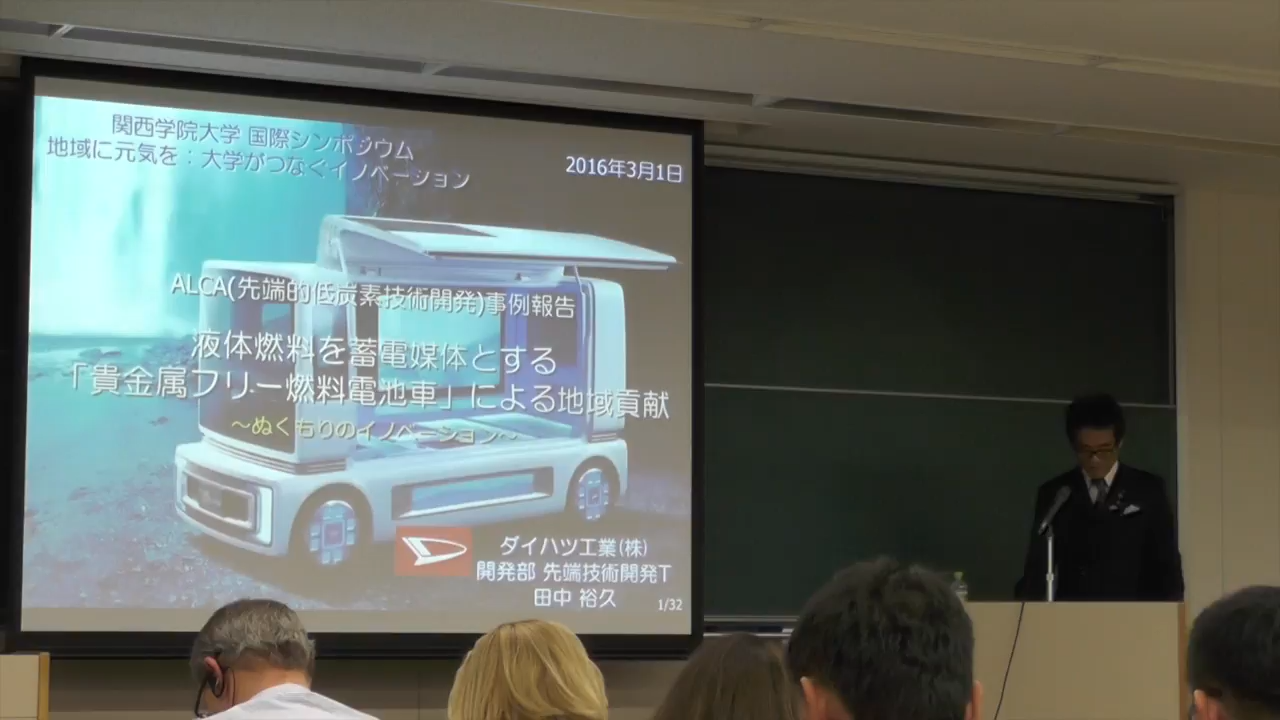 関西学院大学 国際シンポジウム
地域に元気を：大学がつなぐイノベーション
2016年3月1日
ALCA(先端的低炭素技術開発)事例報告
液体燃料を蓄電媒体とする
「貴金属フリー燃料電池車」による地域貢献
～ぬくもりのイノベーション～
ダイハツ工業(株)
開発部 先端技術開発T
田中 裕久
1/32